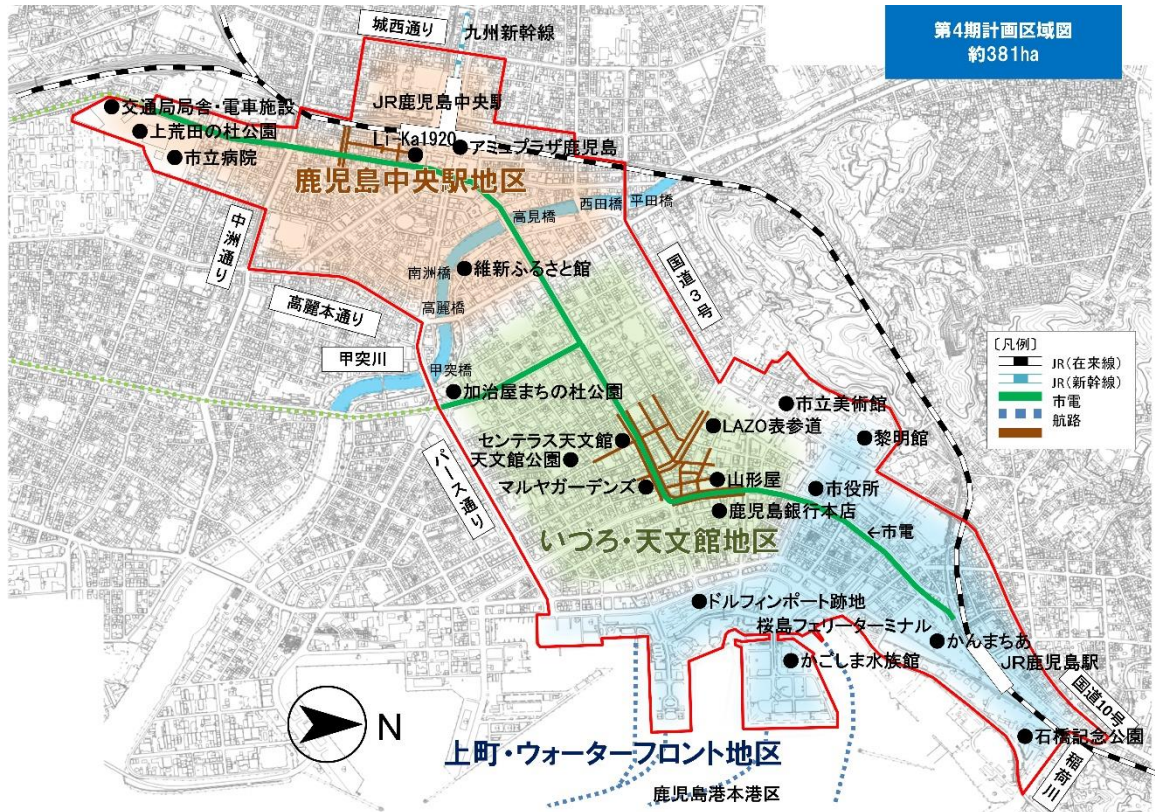 第4期計画区域図
約381ha
城西通り
九州新幹線
JR鹿児島中央駅
交通局局舎・電車施設
上荒田の杜公園
市立病院
Li-Ka1920
アミュプラザ鹿児島
鹿児島中央駅地区
高見橋
西田橋
平田橋
中洲通り
南洲橋
維新ふるさと館
国道3号
高麗本通り
高麗橋
甲突川
甲突橋
加治屋まちの杜公園
〔凡例〕
JR(在来線)
JR(新幹線)
市電
航路
市立美術館
LAZO表参道
黎明館
センテラス天文館
天文館公園
パース通り
マルヤガーデンズ
山形屋
市役所
鹿児島銀行本店
←市電
いづろ・天文館地区
ドルフィンポート跡地
桜島フェリーターミナル
かんまちあ
かごしま水族館
JR鹿児島駅
国道10号
石橋記念公園
稲荷川
N
上町・ウォーターフロント地区
鹿児島港本港区